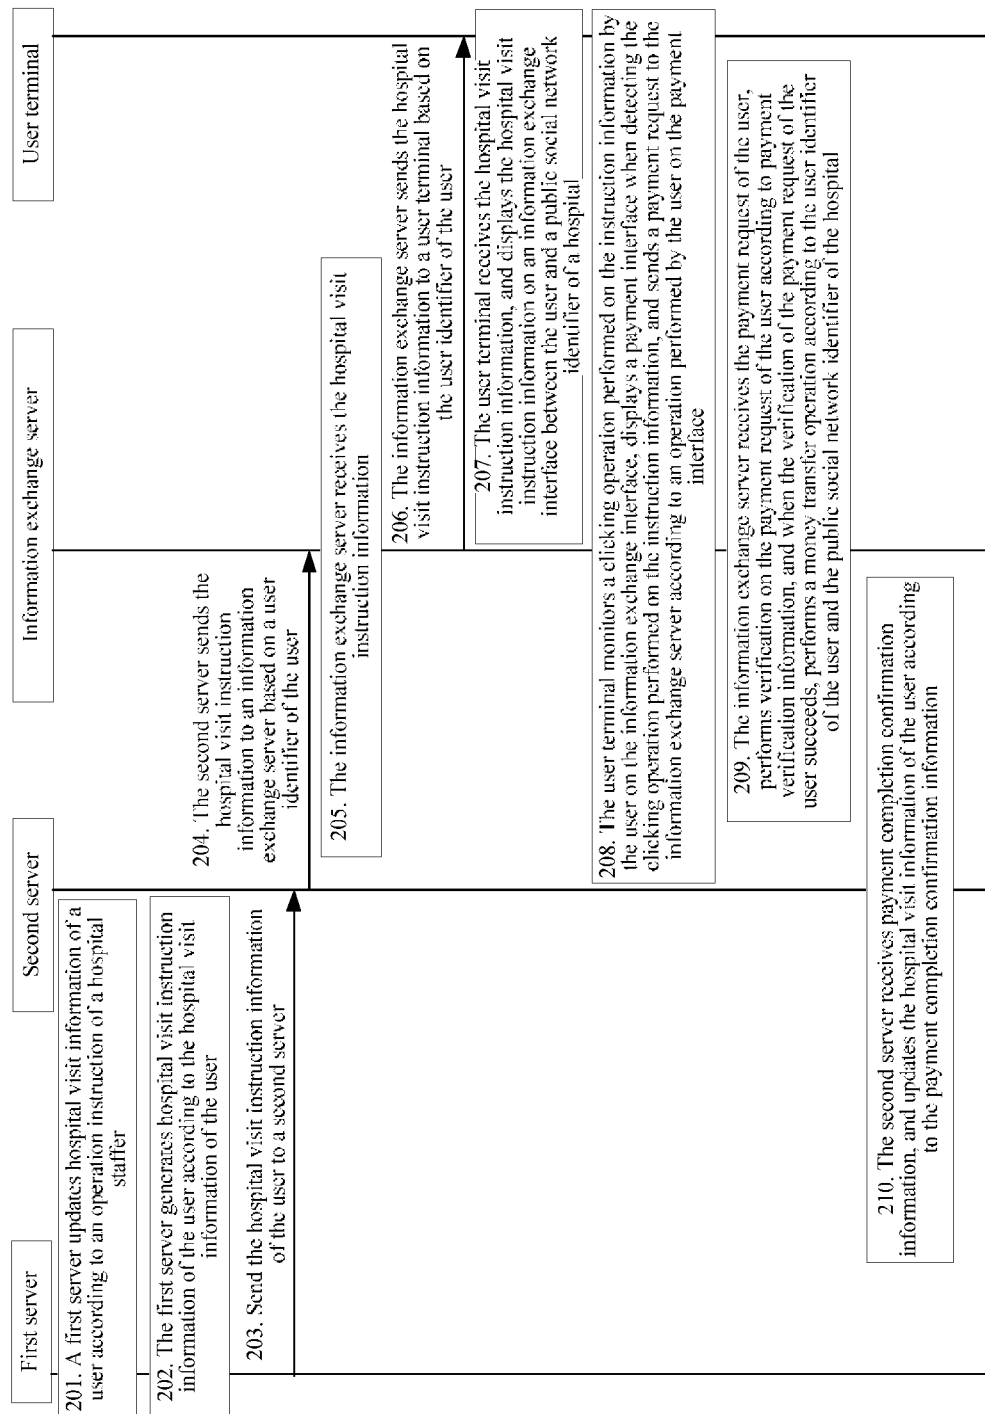 First server
Second server
Information exchange server
User terminal
201. A first server updates hospital visit information of a
user according to an operation instruction of a hospital
staffer
202. The first server generates hospital visit instruction
information of the user according to the hospital visit
information of the user
203. Send the hospital visit instruction information
of the user to a second server
204. The second server sends the
hospital visit instruction
information to an information
exchange server based on a user
identifier of the user
205. The information exchange server receives the hospital visit
instruction information
206. The information exchange server sends the hospital
visit instruction information to a user terminal based on
the user identifier of the user
207. The user terminal receives the hospital visit
instruction information, and displays the hospital visit
instruction information on an information exchange
interface between the user and a public social network
identifier of a hospital
208. The user terminal monitors a clicking operation performed on the instruction information by
the user on the information exchange interface, displays a payment interface when detecting the
clicking operation performed on the instruction information, and sends a payment request to the
information exchange server according to an operation performed by the user on the payment
interface
209. The information exchange server receives the payment request of the user,
performs verification on the payment request of the user according to payment
verification information, and when the verification of the payment request of the
user succeeds, performs a money transfer operation according to the user identifier
of the user and the public social network identifier of the hospital
210. The second server receives payment completion confirmation
information, and updates the hospital visit information of the user according
to the payment completion confirmation information